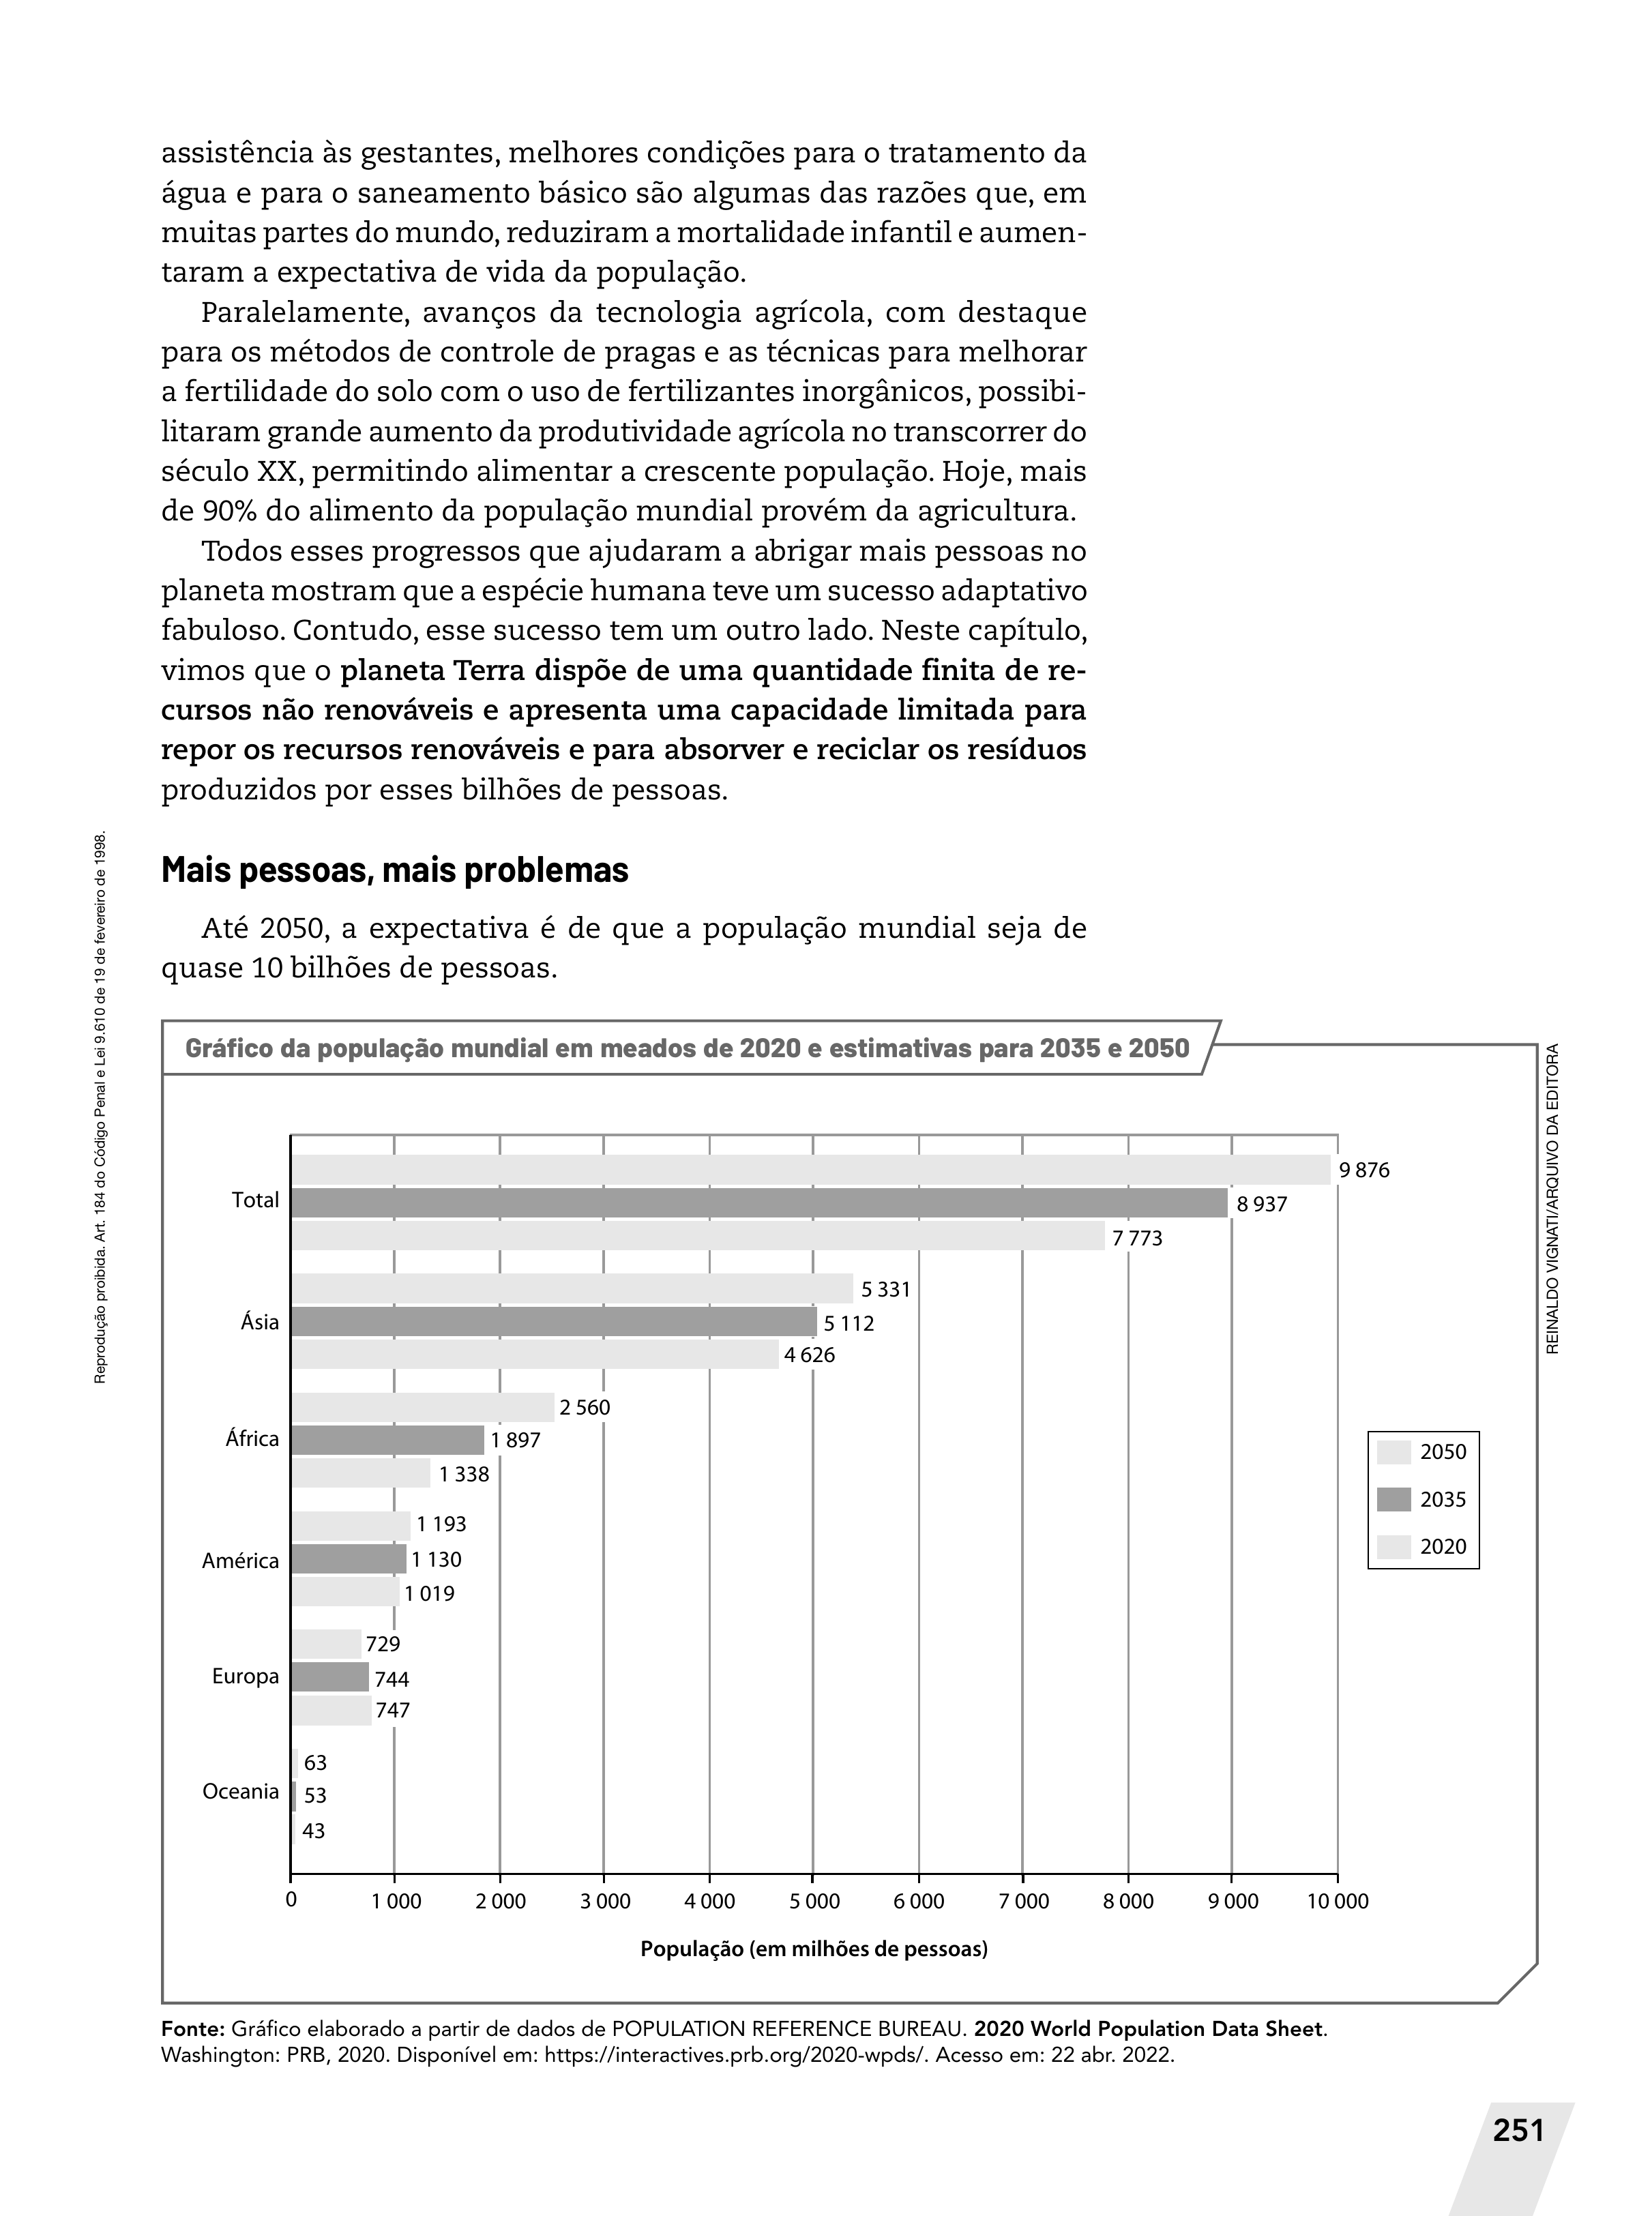 assistência às gestantes, melhores condições para o tratamento da
água e para o saneamento básico são algumas das razões que, em
muitas partes do mundo, reduziram a mortalidade infantil e aumen-
taram a expectativa de vida da população.
Paralelamente, avanços da tecnologia agrícola, com destaque
para os métodos de controle de pragas e as técnicas para melhorar
a fertilidade do solo com o uso de fertilizantes inorgânicos, possibi-
litaram grande aumento da produtividade agrícola no transcorrer do
século XX, permitindo alimentar a crescente população. Hoje, mais
de 90% do alimento da população mundial provém da agricultura.
Todos esses progressos que ajudaram a abrigar mais pessoas no
planeta mostram que a espécie humana teve um sucesso adaptativo
fabuloso. Contudo, esse sucesso tem um outro lado. Neste capítulo,
vimos que o planeta Terra dispõe de uma quantidade finita de re-
cursos não renováveis e apresenta uma capacidade limitada para
repor os recursos renováveis e para absorver e reciclar os resíduos
produzidos por esses bilhões de pessoas.
Mais pessoas, mais problemas
Até 2050, a expectativa é de que a população mundial seja de
quase 10 bilhões de pessoas.
Reprodução proibida. Art. 184 do Código Penal e Lei 9.610 de 19 de fevereiro de 1998.
Gráfico da população mundial em meados de 2020 e estimativas para 2035 e 2050
REINALDO VIGNATI/ARQUIVO DA EDITORA
9 876
Total
8 937
7 773
5 331
Ásia
5 112
4 626
2 560
África
1 897
1 338
1 193
América
1 130
1 019
729
Europa
744
747
63
Oceania
53
43
2050
2035
2020
0 1 000 2 000 3 000 4 000 5 000 6 000 7 000 8 000 9 000 10 000
População (em milhões de pessoas)
Fonte: Gráfico elaborado a partir de dados de POPULATION REFERENCE BUREAU. 2020 World Population Data Sheet.
Washington: PRB, 2020. Disponível em: https://interactives.prb.org/2020-wpds/. Acesso em: 22 abr. 2022.
251